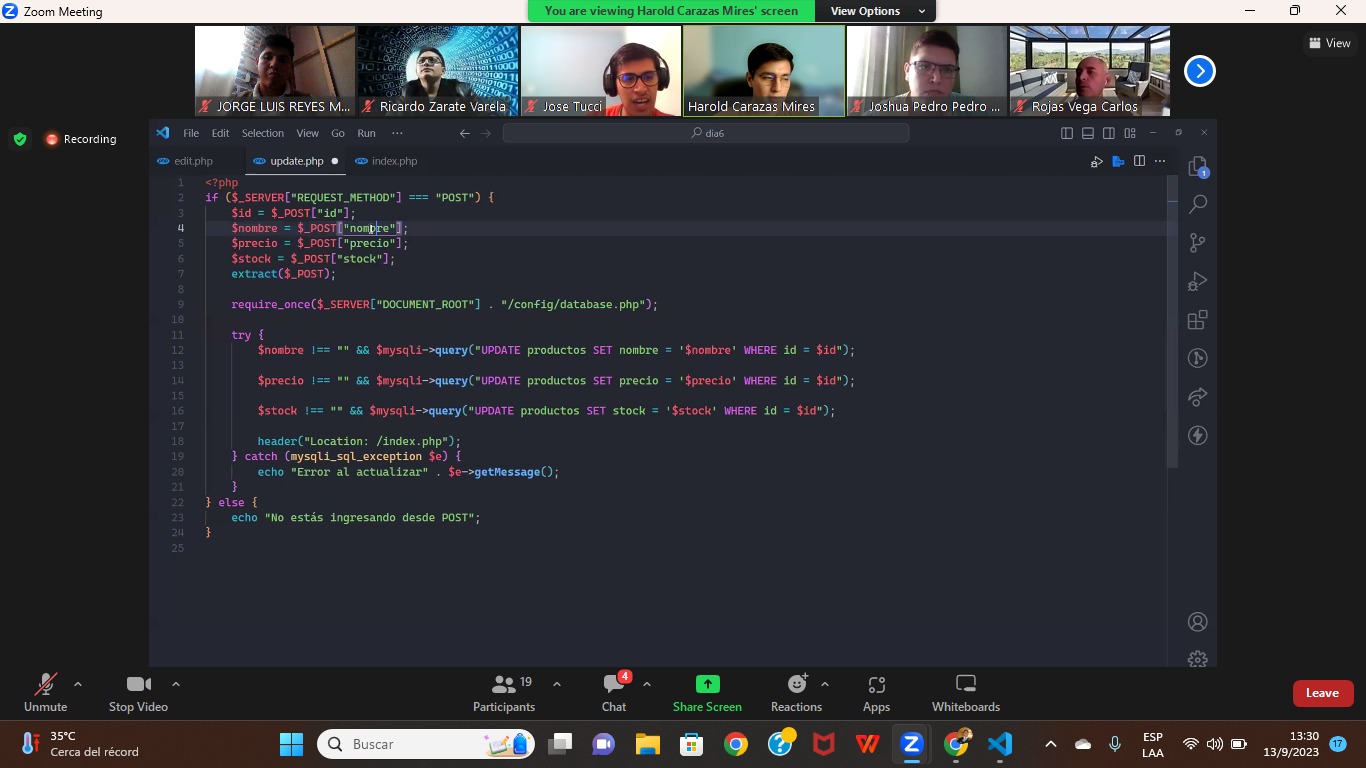 Zoom Meeting
You are viewing Harold Carazas Mires' screen
View Options
JORGE LUIS REYES M...
Ricardo Zarate Varela
Jose Tucci
Harold Carazas Mires
Joshua Pedro Pedro ...
Rojas Vega Carlos
View
Recording
File Edit Selection View Go Run ...
dia6
edit.php
update.php
index.php
1 <?php
2 if ($_SERVER["REQUEST_METHOD"] === "POST") {
3 $id = $_POST["id"];
4 $nombre = $_POST["nombre"];
5 $precio = $_POST["precio"];
6 $stock = $_POST["stock"];
7 extract($_POST);
8
9 require_once($_SERVER["DOCUMENT_ROOT"] . "/config/database.php");
10
11 try {
12 $nombre !== "" && $mysqli->query("UPDATE productos SET nombre = '$nombre' WHERE id = $id");
13
14 $precio !== "" && $mysqli->query("UPDATE productos SET precio = '$precio' WHERE id = $id");
15
16 $stock !== "" && $mysqli->query("UPDATE productos SET stock = '$stock' WHERE id = $id");
17
18 header("Location: /index.php");
19 } catch (mysqli_sql_exception $e) {
20 echo "Error al actualizar" . $e->getMessage();
21 }
22 } else {
23 echo "No estás ingresando desde POST";
24 }
25
1
Unmute
Stop Video
19
Participants
4
Chat
Share Screen
Reactions
Apps
Whiteboards
Leave
35°C
Cerca del récord
Buscar
ESP
LAA
13:30
13/9/2023
17